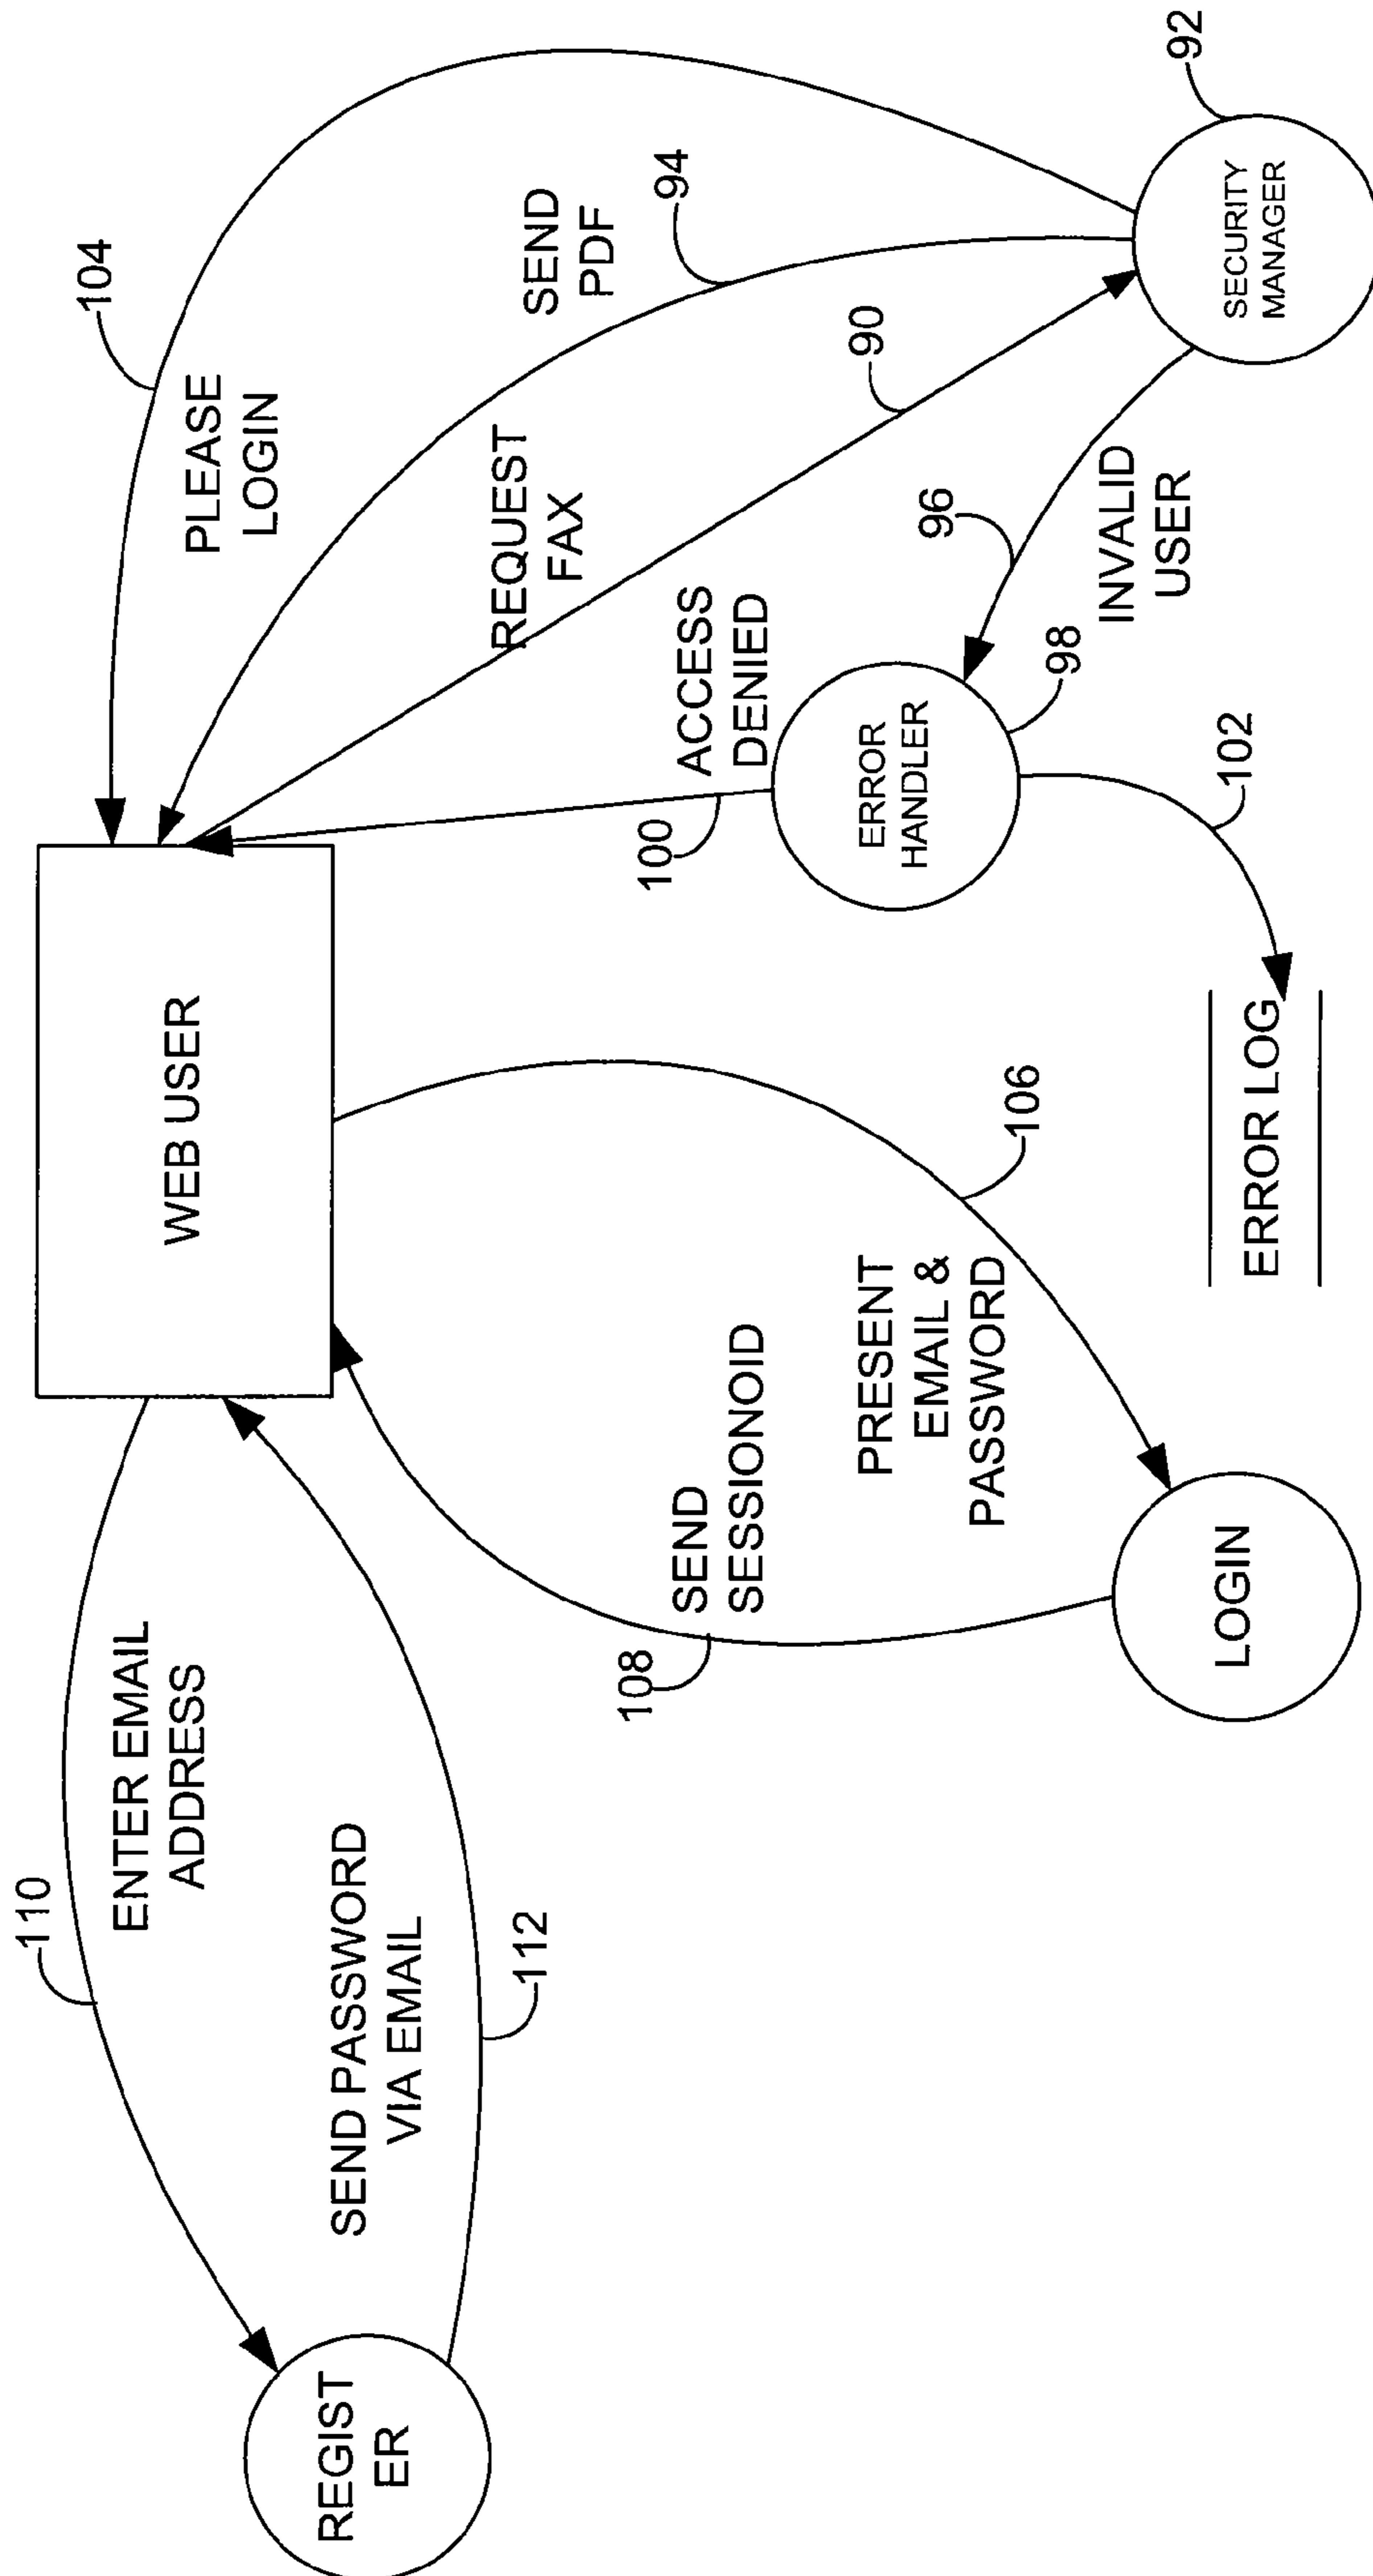 110
ENTER EMAIL
ADDRESS
WEB USER
104
PLEASE
LOGIN
REGIST
ER
SEND PASSWORD
VIA EMAIL
112
REQUEST
FAX
SEND
PDF
94
108
SEND
SESSIONOID
100
ACCESS
DENIED
90
PRESENT
EMAIL &
PASSWORD
106
ERROR
HANDLER
98
96
INVALID
USER
LOGIN
ERROR LOG
102
SECURITY
MANAGER
92